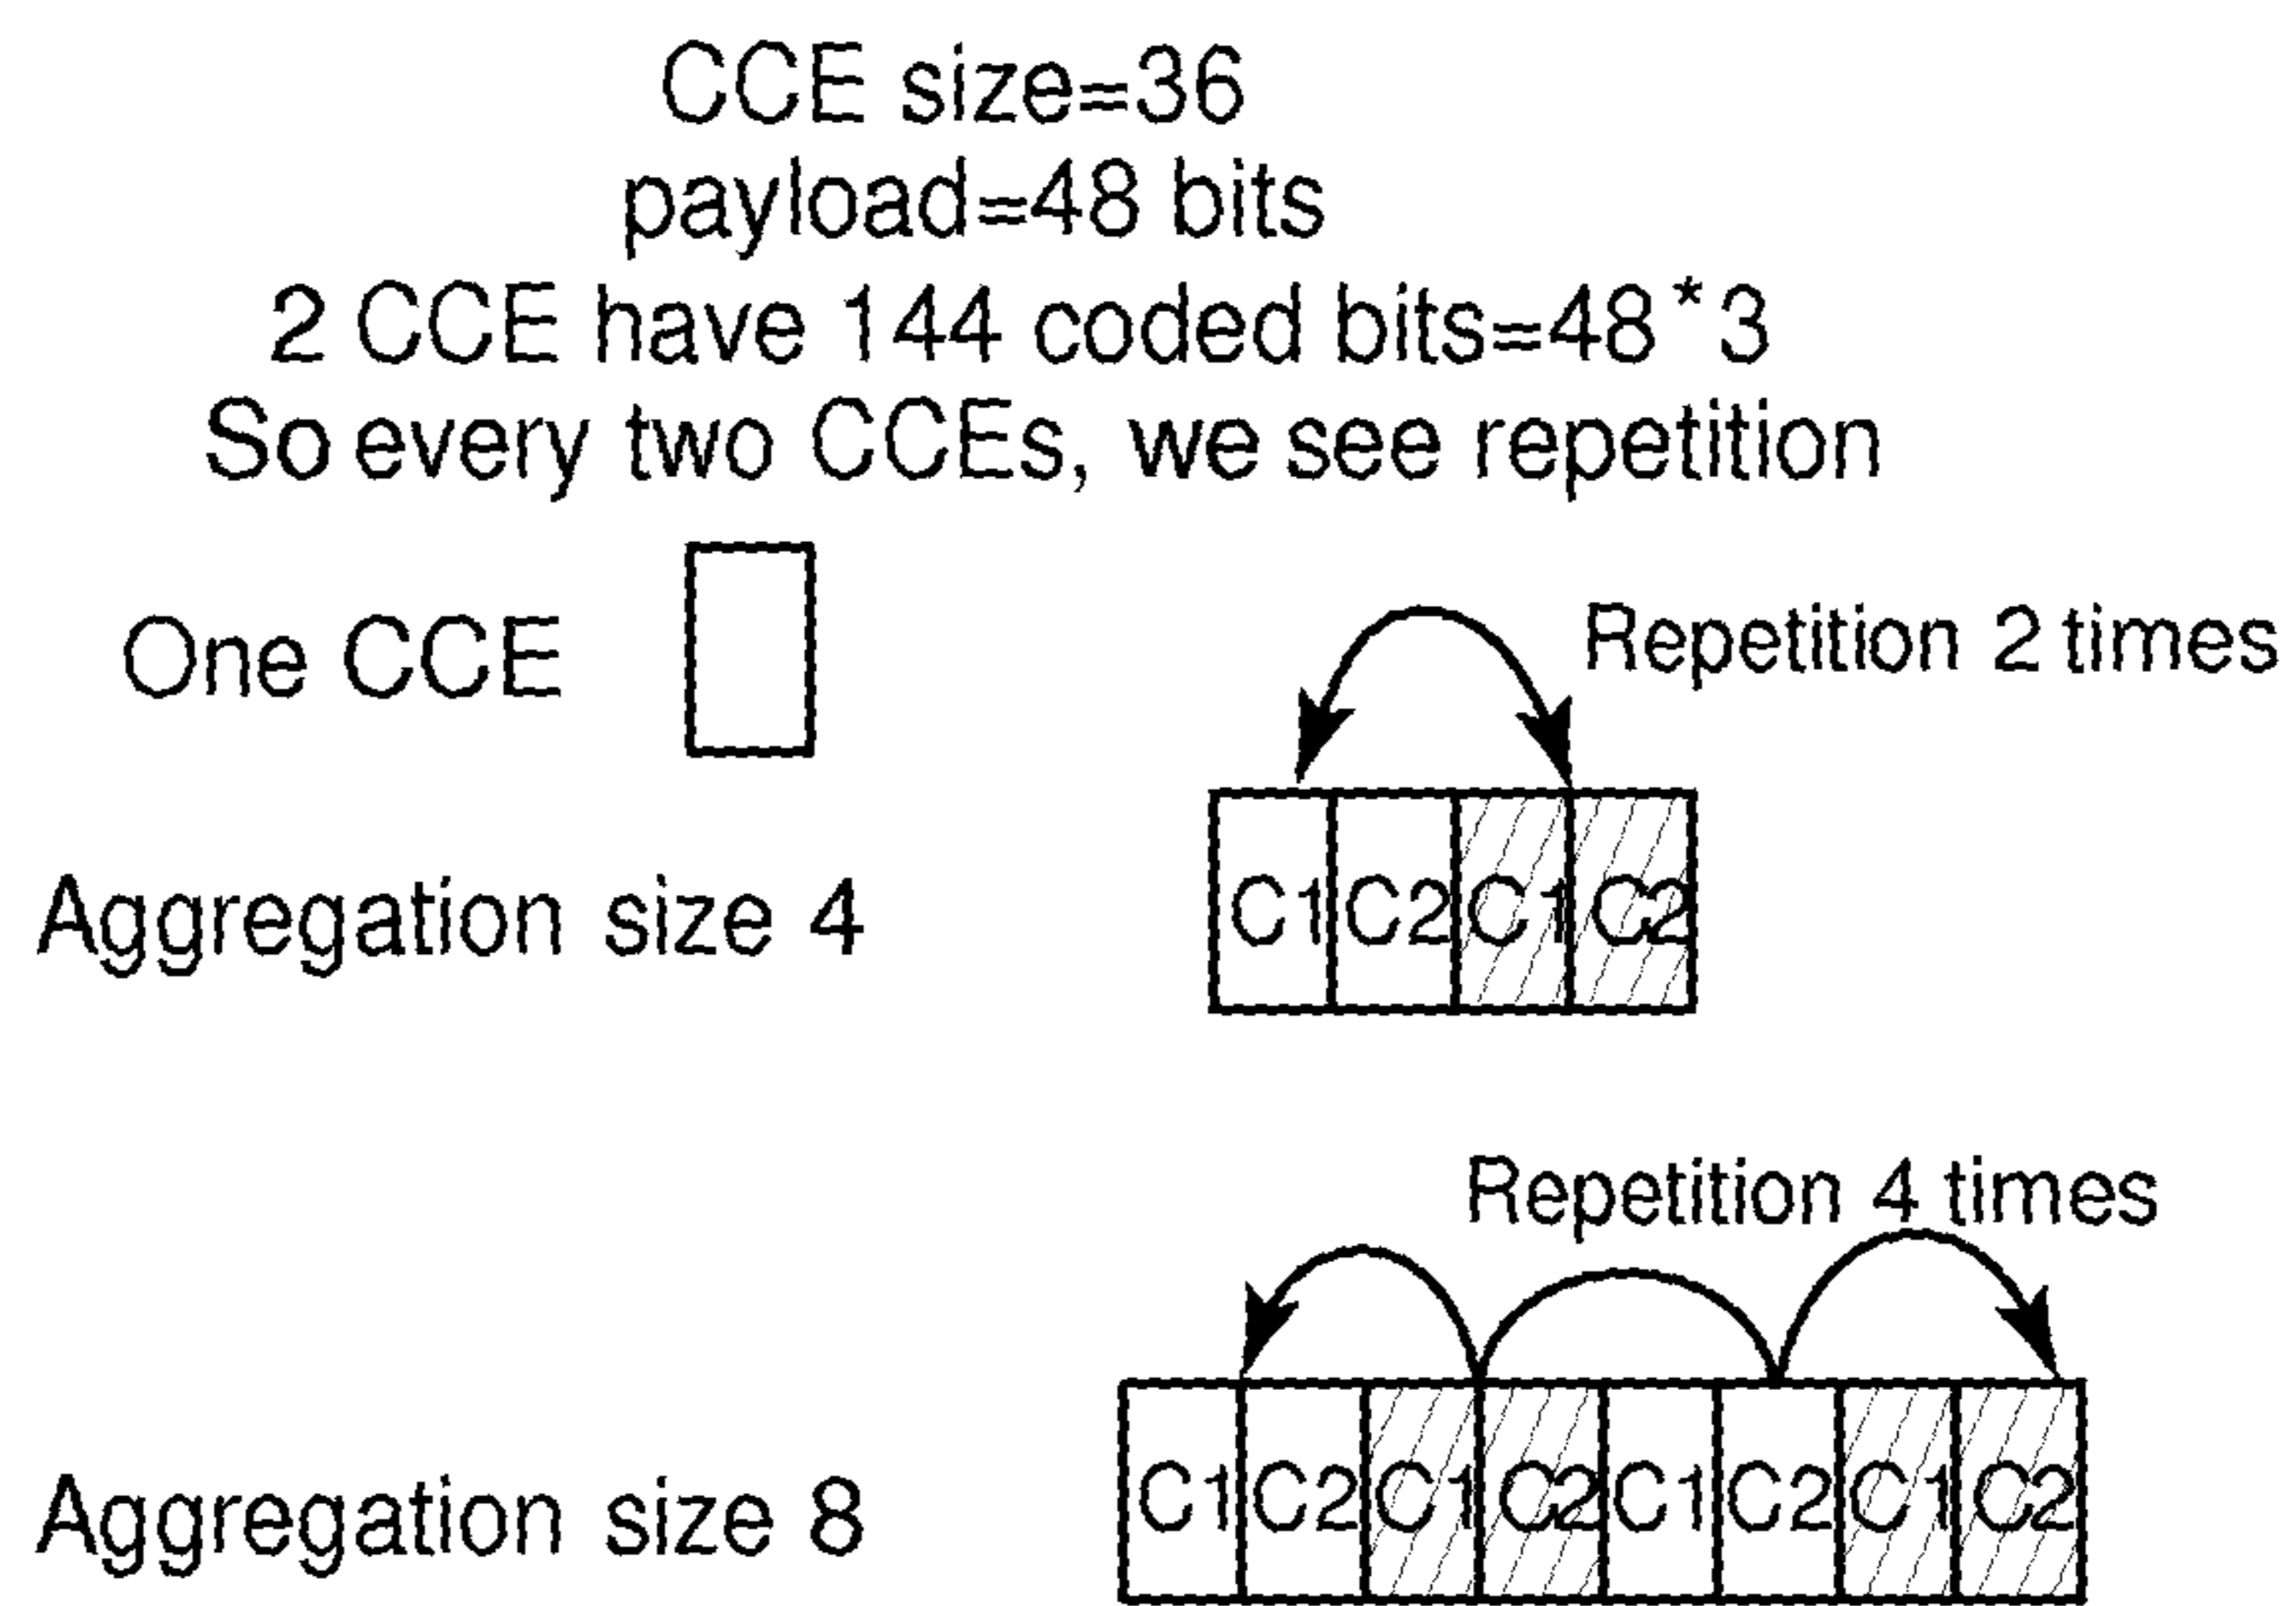 CCE size=36
payload=48 bits
2 CCE have 144 coded bits=48*3
So every two CCEs, we see repetition
One CCE
Repetition 2 times
Aggregation size 4
C1 C2 C1 C2
Repetition 4 times
Aggregation size 8
C1 C2 C1 C2 C1 C2 C1 C2